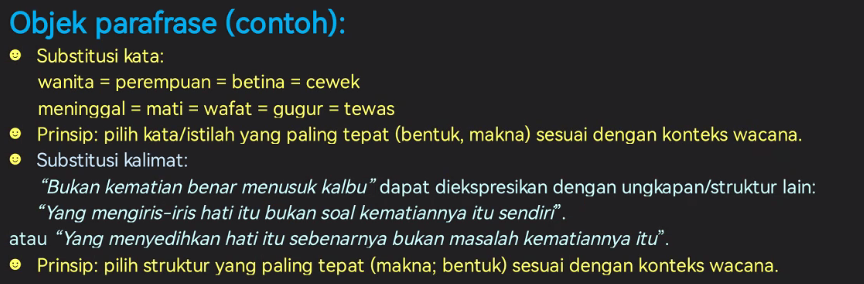 Objek parafrase (contoh):
Substitusi kata:
wanita = perempuan = betina = cewek
meninggal = mati = wafat = gugur = tewas
Prinsip: pilih kata/istilah yang paling tepat (bentuk, makna) sesuai dengan konteks wacana.
Substitusi kalimat:
“Bukan kematian benar menusuk kalbu” dapat diekspresikan dengan ungkapan/struktur lain:
“Yang mengiris-iris hati itu bukan soal kematiannya itu sendiri”.
atau “Yang menyedihkan hati itu sebenarnya bukan masalah kematiannya itu”.
Prinsip: pilih struktur yang paling tepat (makna; bentuk) sesuai dengan konteks wacana.